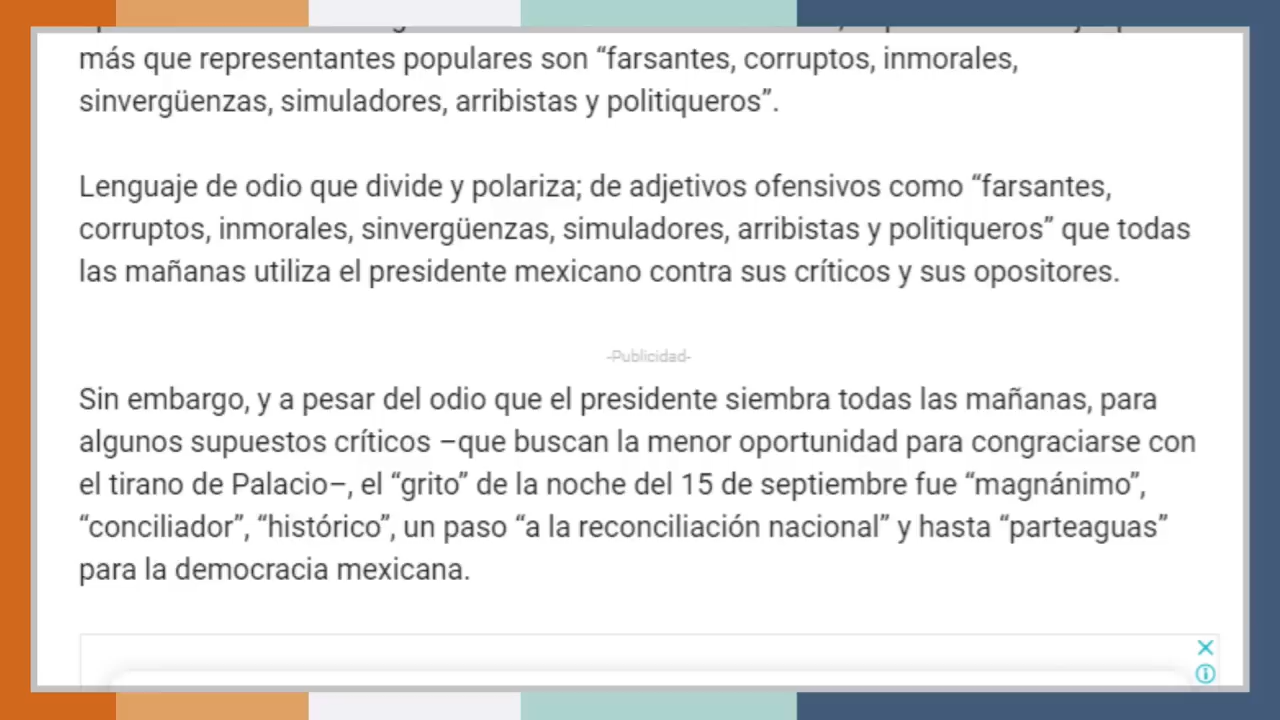 más que representantes populares son “farsantes, corruptos, inmorales,
sinvergüenzas, simuladores, arribistas y politiqueros”.
Lenguaje de odio que divide y polariza; de adjetivos ofensivos como “farsantes,
corruptos, inmorales, sinvergüenzas, simuladores, arribistas y politiqueros” que todas
las mañanas utiliza el presidente mexicano contra sus críticos y sus opositores.
-Publicidad-
Sin embargo, y a pesar del odio que el presidente siembra todas las mañanas, para
algunos supuestos críticos –que buscan la menor oportunidad para congraciarse con
el tirano de Palacio–, el “grito” de la noche del 15 de septiembre fue “magnánimo”,
“conciliador”, “histórico”, un paso “a la reconciliación nacional” y hasta “parteaguas”
para la democracia mexicana.